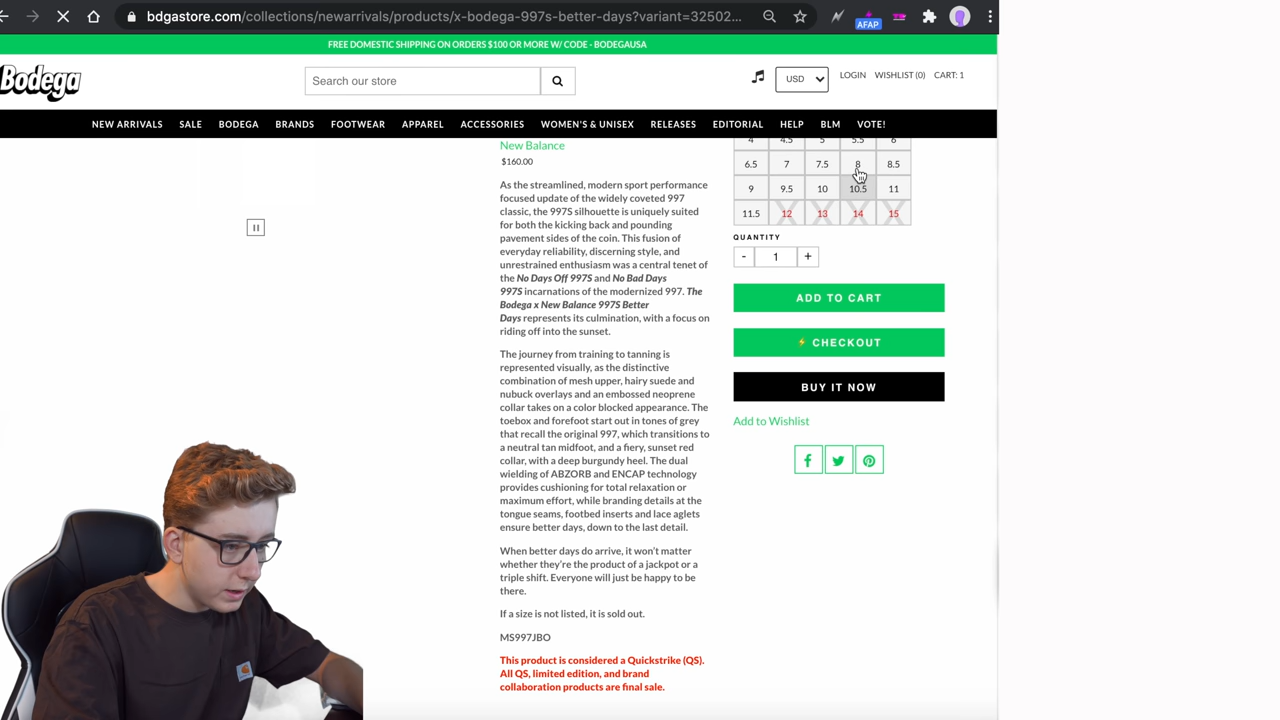 bdgastore.com/collections/newarrivals/products/x-bodega-997s-better-days?variant=32502...
AFAP
FREE DOMESTIC SHIPPING ON ORDERS $100 OR MORE W/ CODE - BODEGAUSA
Bodega
Search our store
USD
LOGIN WISHLIST (0) CART: 1
NEW ARRIVALS SALE BODEGA BRANDS FOOTWEAR APPAREL ACCESSORIES WOMEN'S & UNISEX RELEASES EDITORIAL HELP BLM VOTE!
New Balance
$160.00
As the streamlined, modern sport performance
focused update of the widely coveted 997
classic, the 997S silhouette is uniquely suited
for both the kicking back and pounding
pavement sides of the coin. This fusion of
everyday reliability, discerning style, and
unrestrained enthusiasm was a central tenet of
the No Days Off 997S and No Bad Days
997S incarnations of the modernized 997. The
Bodega x New Balance 997S Better
Days represents its culmination, with a focus on
riding off into the sunset.
The journey from training to tanning is
represented visually, as the distinctive
combination of mesh upper, hairy suede and
nubuck overlays and an embossed neoprene
collar takes on a color blocked appearance. The
toebox and forefoot start out in tones of grey
that recall the original 997, which transitions to
a neutral tan midfoot, and a fiery, sunset red
collar, with a deep burgundy heel. The dual
wielding of ABZORB and ENCAP technology
provides cushioning for total relaxation or
maximum effort, while branding details at the
tongue seams, footbed inserts and lace aglets
ensure better days, down to the last detail.
When better days do arrive, it won't matter
whether they're the product of a jackpot or a
triple shift. Everyone will just be happy to be
there.
If a size is not listed, it is sold out.
MS997JBO
This product is considered a Quickstrike (QS).
All QS, limited edition, and brand
collaboration products are final sale.
4 4.5 5 5.5 6
6.5 7 7.5 8 8.5
9 9.5 10 10.5 11
11.5 12 13 14 15
QUANTITY
- 1 +
ADD TO CART
⚡ CHECKOUT
BUY IT NOW
Add to Wishlist